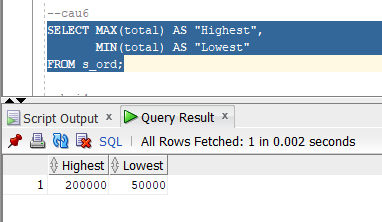 --cau6
SELECT MAX(total) AS "Highest",
MIN(total) AS "Lowest"
FROM s_ord;
Script Output x Query Result x
SQL | All Rows Fetched: 1 in 0.002 seconds
Highest Lowest
1 200000 50000